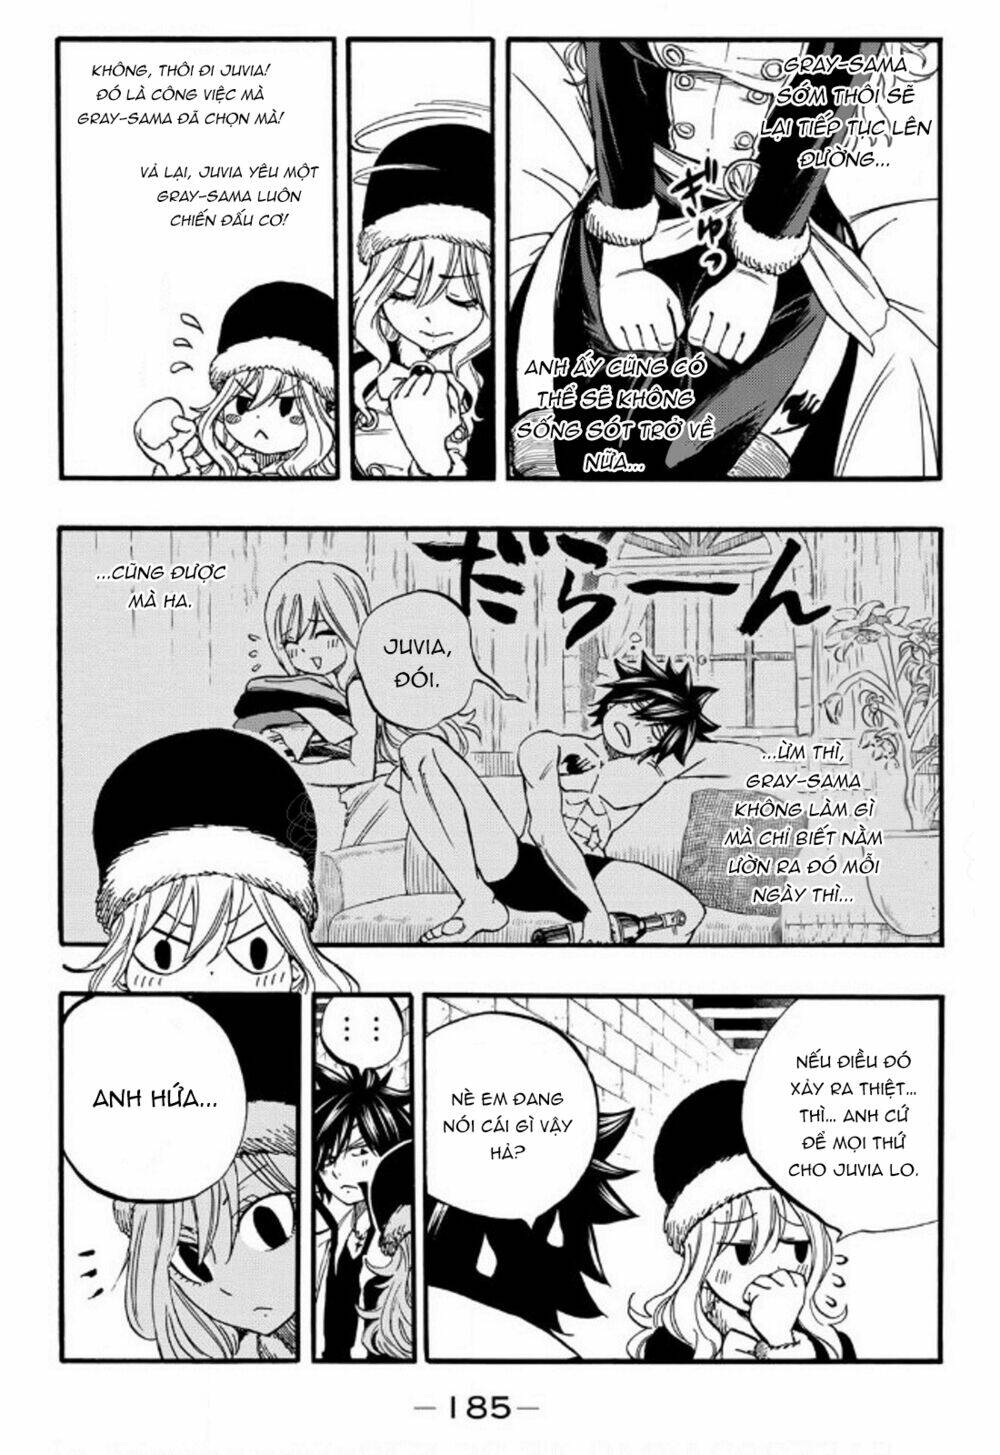 GRAY-SAMA
SỚM THÔI SẼ
LẠI TIẾP TỤC LÊN
ĐƯỜNG...
ぎゅっ
ANH ẤY CŨNG CÓ
THỂ SẼ KHÔNG
SỐNG SÓT TRỞ VỀ
NỮA...
KHÔNG, THÔI ĐI JUVIA!
ĐÓ LÀ CÔNG VIỆC MÀ
GRAY-SAMA ĐÃ CHỌN MÀ!
VẢ LẠI, JUVIA YÊU MỘT
GRAY-SAMA LUÔN
CHIẾN ĐẤU CƠ!
だらーん
JUVIA,
ĐÓI.
...ỪM THÌ,
GRAY-SAMA
KHÔNG LÀM GÌ
MÀ CHỈ BIẾT NẰM
ƯỜN RA ĐÓ MỖI
NGÀY THÌ...
...CŨNG ĐƯỢC
MÀ HA.
NẾU ĐIỀU ĐÓ
XẢY RA THIỆT...
THÌ... ANH CỨ
ĐỂ MỌI THỨ
CHO JUVIA LO.
NÈ EM ĐANG
NÓI CÁI GÌ VẬY
HẢ?
⋮⋮
ANH HỨA...
-185-